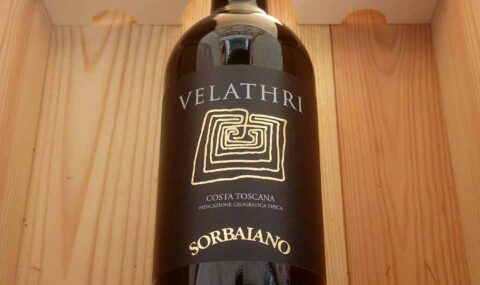 VELATHRI
COSTA TOSCANA
INDICAZIONE GEOGRAFICA TIPICA
SORBAIANO